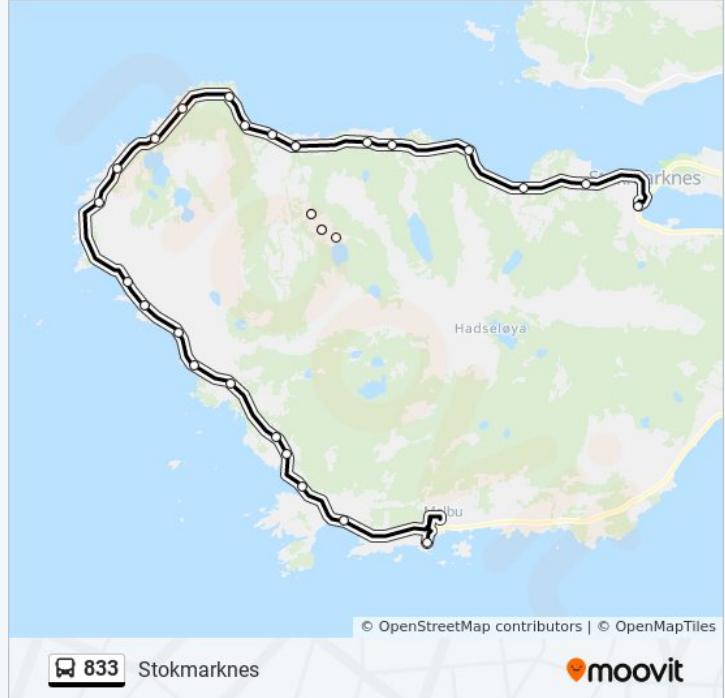 Stokmarknes
Hadseløya
Melbu
© OpenStreetMap contributors | © OpenMapTiles
833 Stokmarknes
moovit